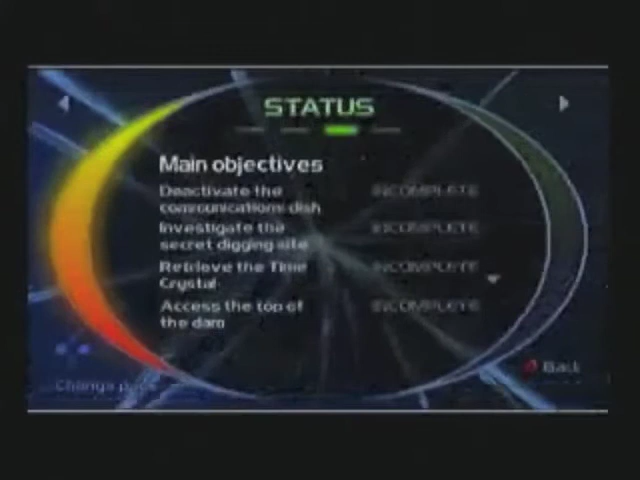 STATUS
Main objectives
Deactivate the
communications dish
INCOMPLETE
Investigate the
secret digging site
INCOMPLETE
Retrieve the Time
Crystal
INCOMPLETE
Access the top of
the dam
INCOMPLETE
Back
Change page